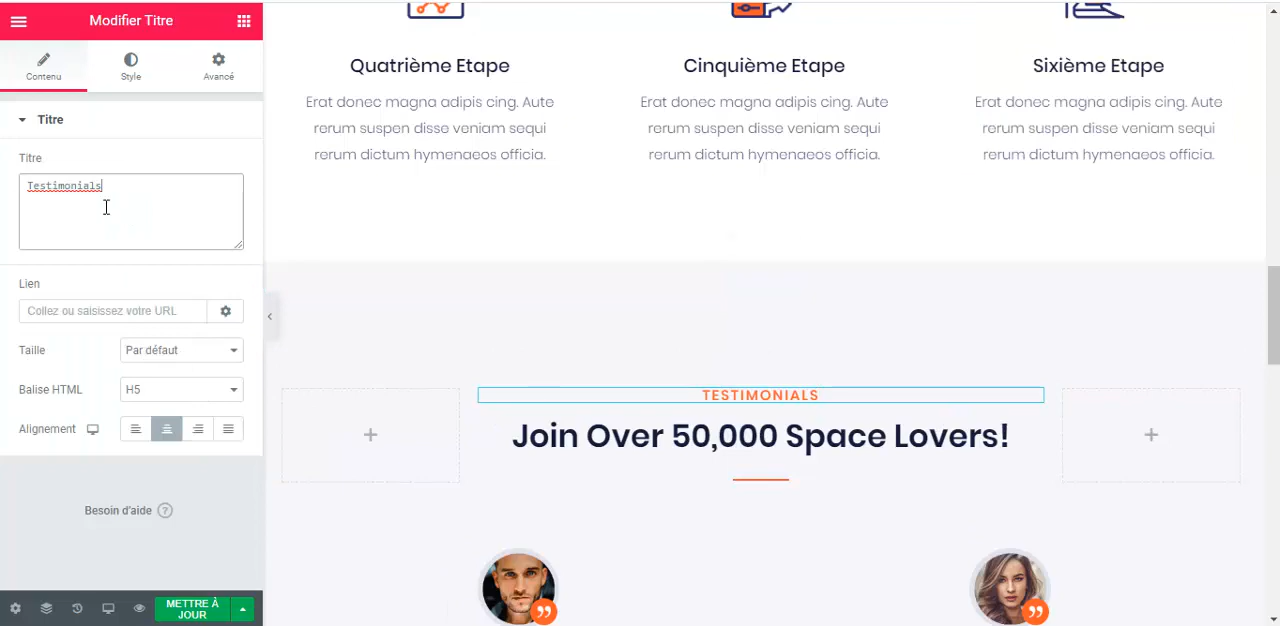 Modifier Titre
Contenu
Style
Avancé
Titre
Titre
Testimonials
Lien
Collez ou saisissez votre URL
Taille
Par défaut
Balise HTML
H5
Alignement
Besoin d'aide ?
METTRE À
JOUR
Quatrième Etape
Erat donec magna adipis cing. Aute
rerum suspen disse veniam sequi
rerum dictum hymenaeos officia.
Cinquième Etape
Erat donec magna adipis cing. Aute
rerum suspen disse veniam sequi
rerum dictum hymenaeos officia.
Sixième Etape
Erat donec magna adipis cing. Aute
rerum suspen disse veniam sequi
rerum dictum hymenaeos officia.
TESTIMONIALS
Join Over 50,000 Space Lovers!